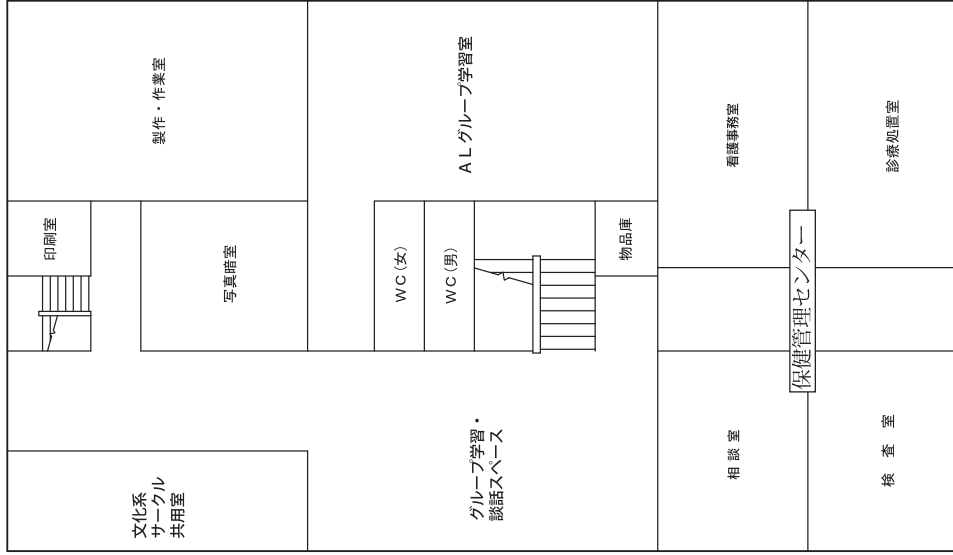 印刷室
製作・作業室
写真暗室
文化系
サークル
共用室
ＡＬグループ学習室
WC（女）
WC（男）
物品庫
グループ学習・
談話スペース
看護事務室
診療処置室
保健管理センター
相談室
検査室